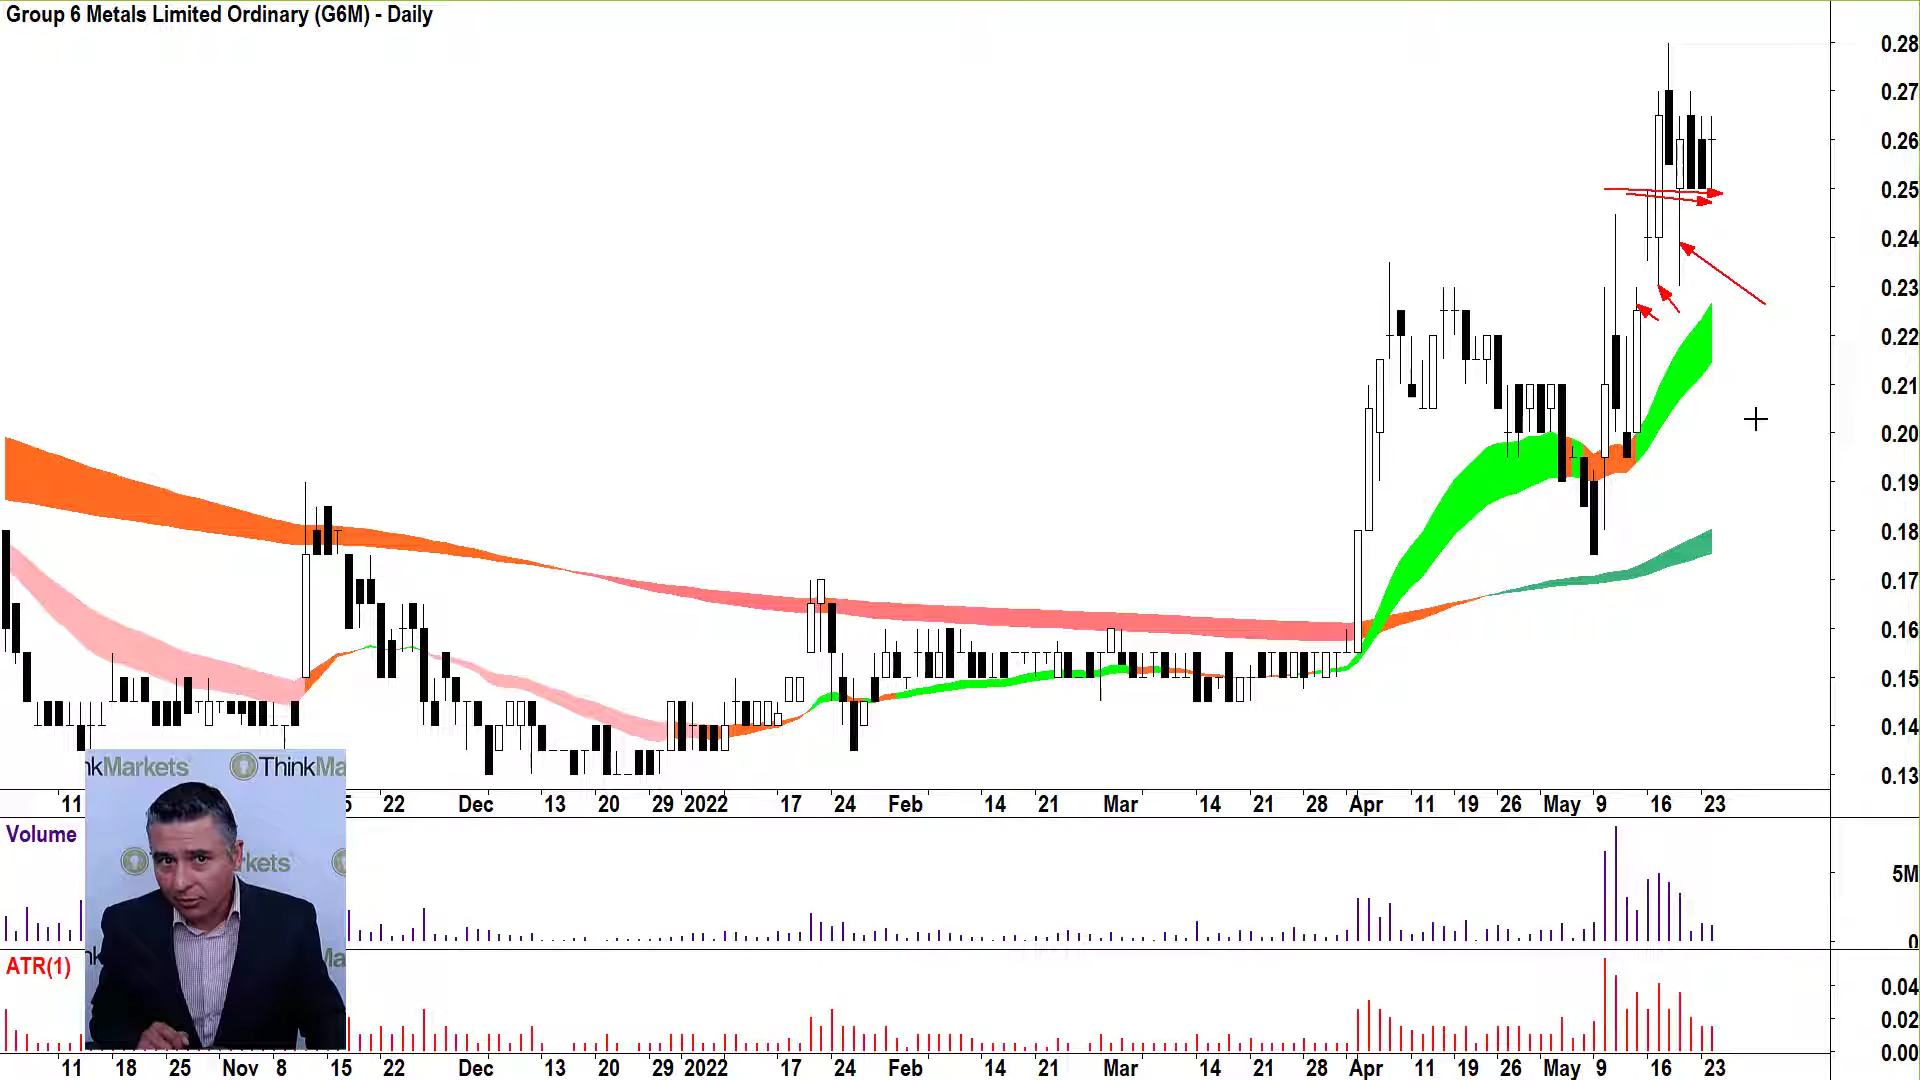 Group 6 Metals Limited Ordinary (G6M) - Daily
0.28
0.27
0.26
0.25
0.24
0.23
0.22
0.21
0.20
0.19
0.18
0.17
0.16
0.15
0.14
0.13
11 5 22 Dec 13 20 29 2022 17 24 Feb 14 21 Mar 14 21 28 Apr 11 19 26 May 9 16 23
Volume
5M
0
ATR(1)
0.04
0.02
0.00
nkMarkets ThinkMa
rkets
Ma
11 18 25 Nov 8 15 22 Dec 13 20 29 2022 17 24 Feb 14 21 Mar 14 21 28 Apr 11 19 26 May 9 16 23